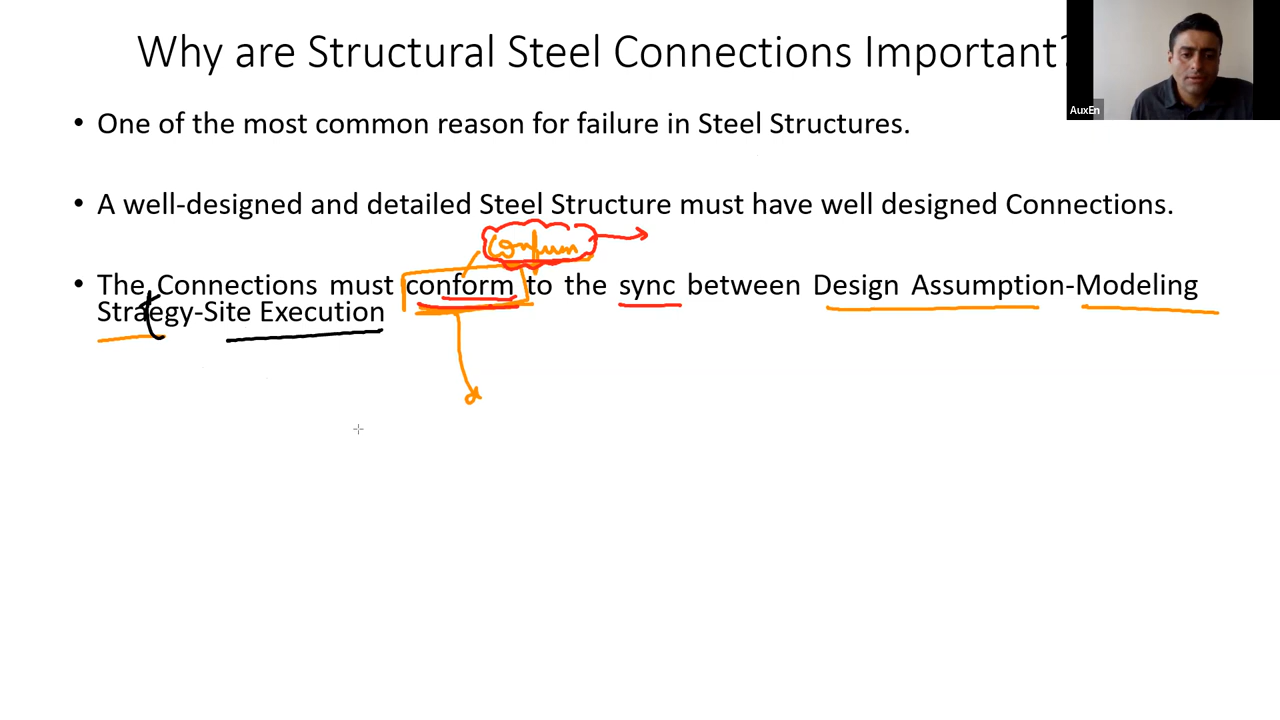 Why are Structural Steel Connections Important?
AuxEn
• One of the most common reason for failure in Steel Structures.
• A well-designed and detailed Steel Structure must have well designed Connections.
Confirm
• The Connections must conform to the sync between Design Assumption-Modeling
Straegy-Site Execution
t